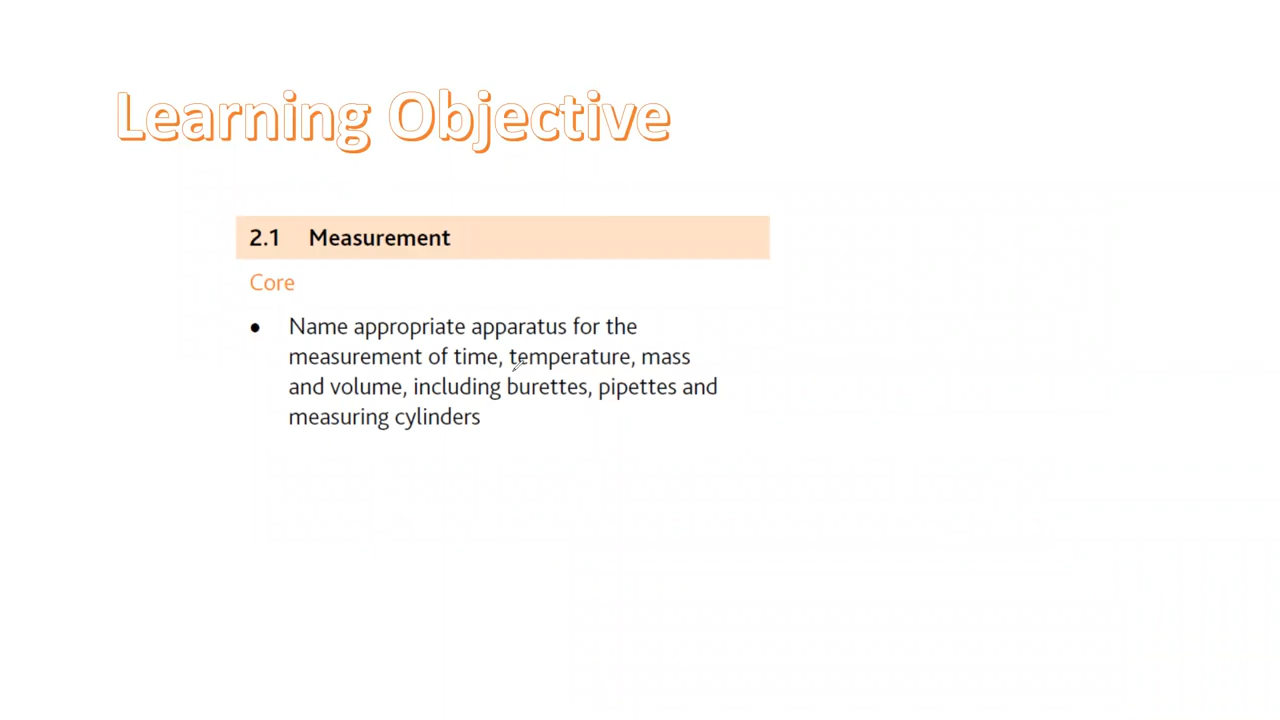 Learning Objective
2.1 Measurement
Core
• Name appropriate apparatus for the
measurement of time, temperature, mass
and volume, including burettes, pipettes and
measuring cylinders